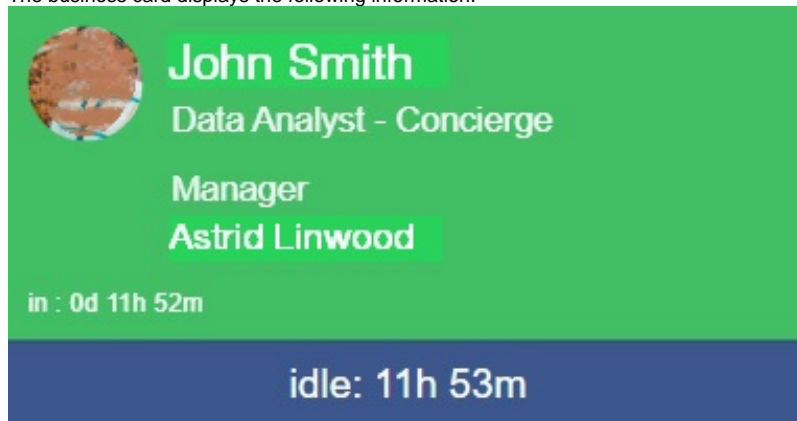 The business card displays the following information:
John Smith
Data Analyst - Concierge
Manager
Astrid Linwood
in : 0d 11h 52m
idle: 11h 53m